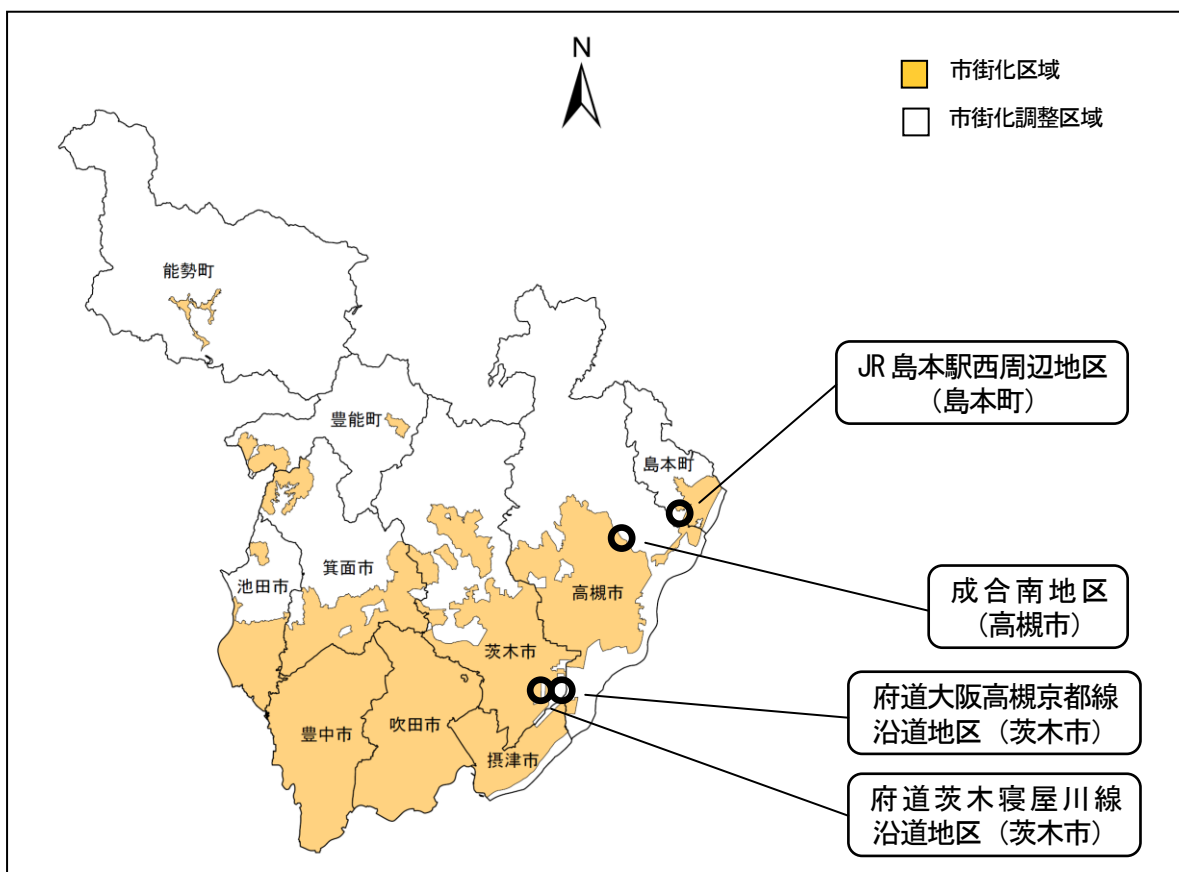 N
市街化区域
市街化調整区域
能勢町
豊能町
島本町
池田市
箕面市
高槻市
茨木市
豊中市
吹田市
摂津市
JR島本駅西周辺地区
(島本町)
成合南地区
(高槻市)
府道大阪高槻京都線
沿道地区(茨木市)
府道茨木寝屋川線
沿道地区(茨木市)